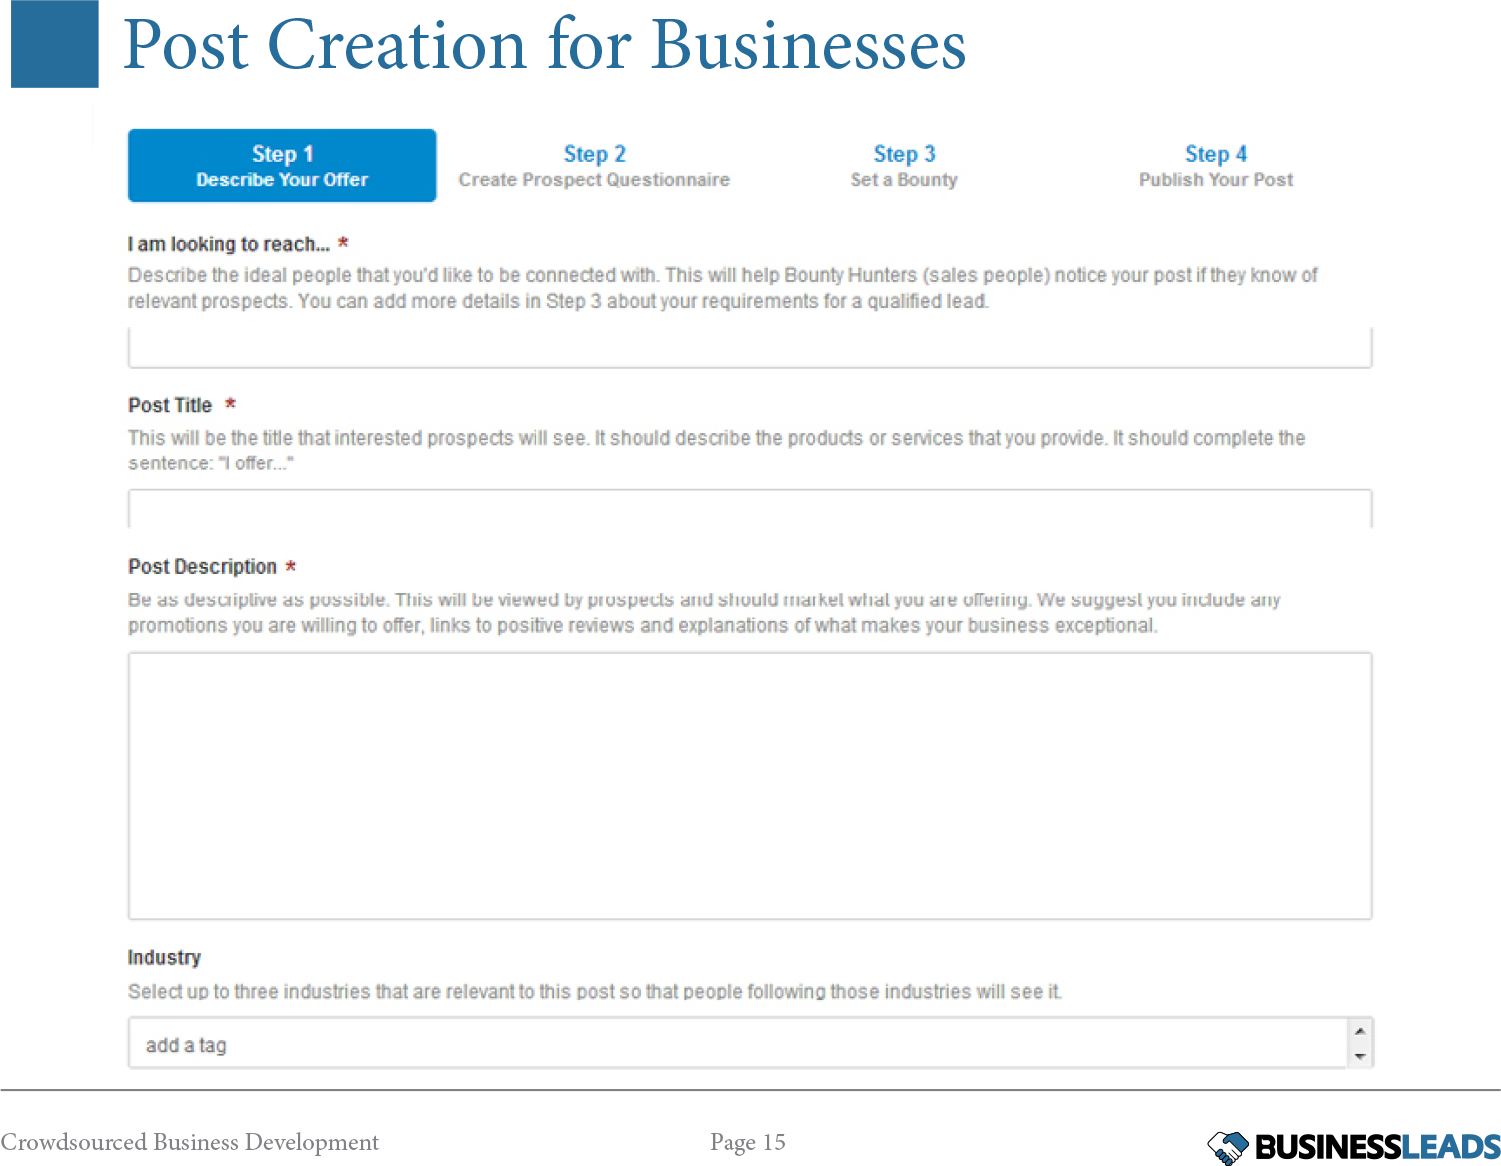 Post Creation for Businesses
Step 1
Describe Your Offer
Step 2
Create Prospect Questionnaire
Step 3
Set a Bounty
Step 4
Publish Your Post
I am looking to reach... *
Describe the ideal people that you'd like to be connected with. This will help Bounty Hunters (sales people) notice your post if they know of
relevant prospects. You can add more details in Step 3 about your requirements for a qualified lead.
Post Title *
This will be the title that interested prospects will see. It should describe the products or services that you provide. It should complete the
sentence: "I offer..."
Post Description *
Be as descriptive as possible. This will be viewed by prospects and should market what you are offering. We suggest you include any
promotions you are willing to offer, links to positive reviews and explanations of what makes your business exceptional.
Industry
Select up to three industries that are relevant to this post so that people following those industries will see it.
add a tag
Crowdsourced Business Development
Page 15
BUSINESSLEADS